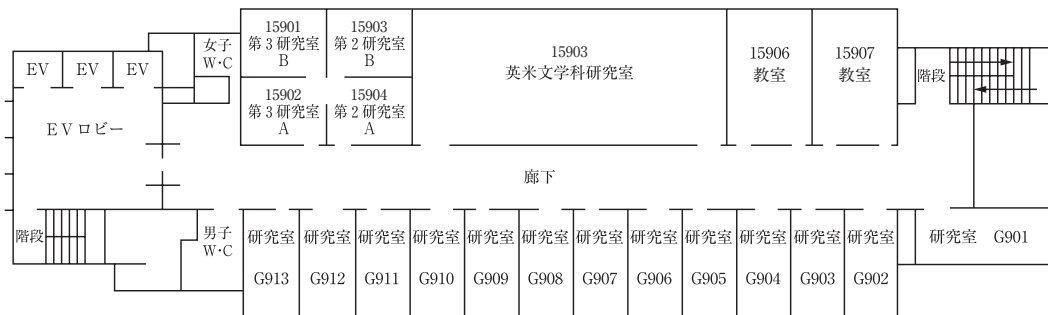 15901
第3研究室
B
15903
第2研究室
B
15903
英米文学科研究室
15906
教室
15907
教室
女子
W・C
EV
EV
EV
階段
15902
第3研究室
A
15904
第2研究室
A
EVロビー
廊下
階段
男子
W・C
研究室
G913
研究室
G912
研究室
G911
研究室
G910
研究室
G909
研究室
G908
研究室
G907
研究室
G906
研究室
G905
研究室
G904
研究室
G903
研究室
G902
研究室 G901